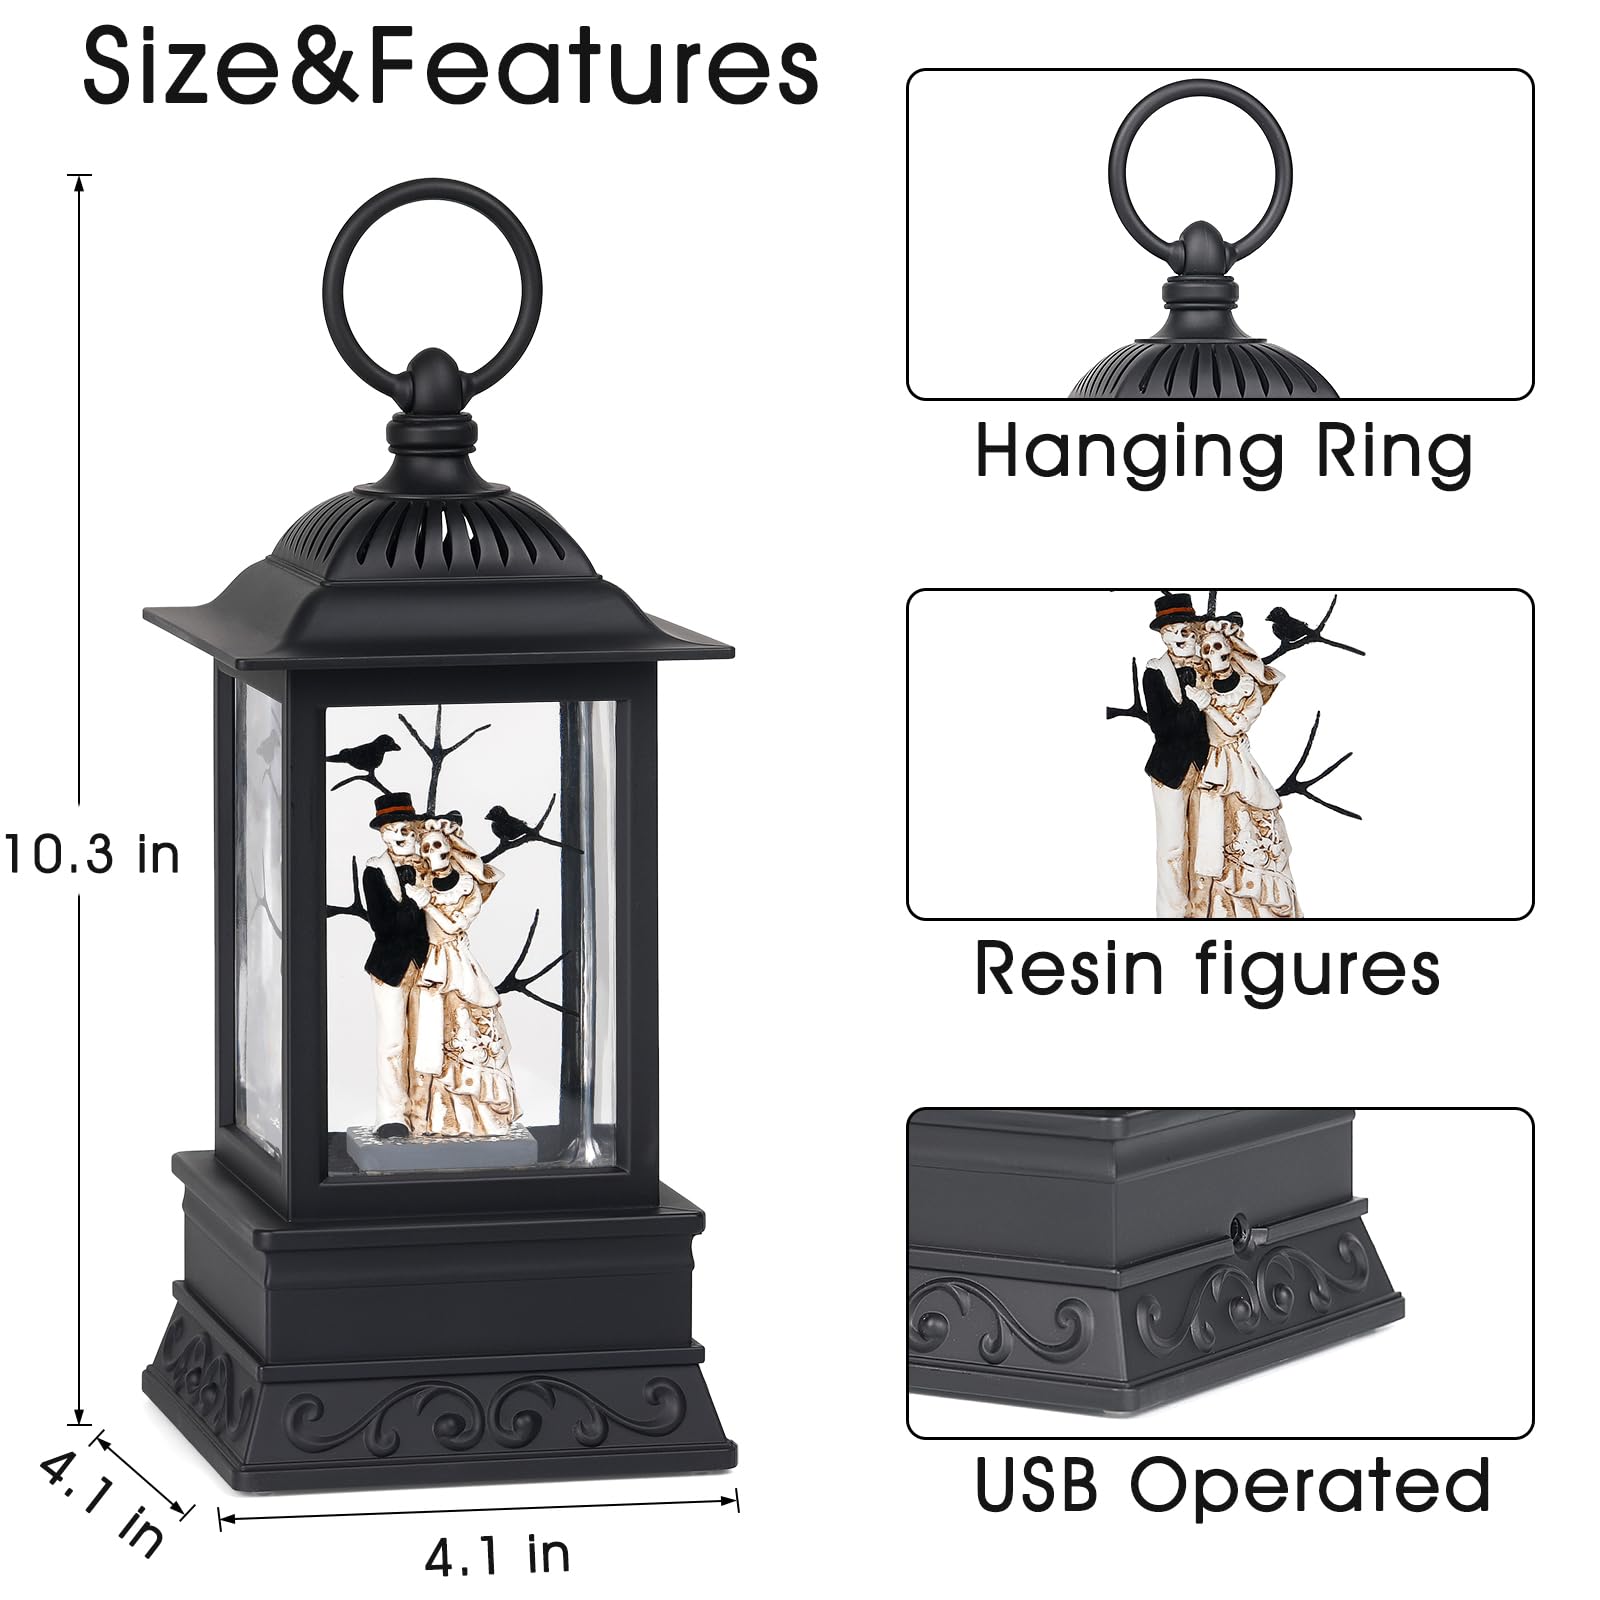 Size&Features
10.3 in
4.1 in
4.1 in
Hanging Ring
Resin figures
USB Operated